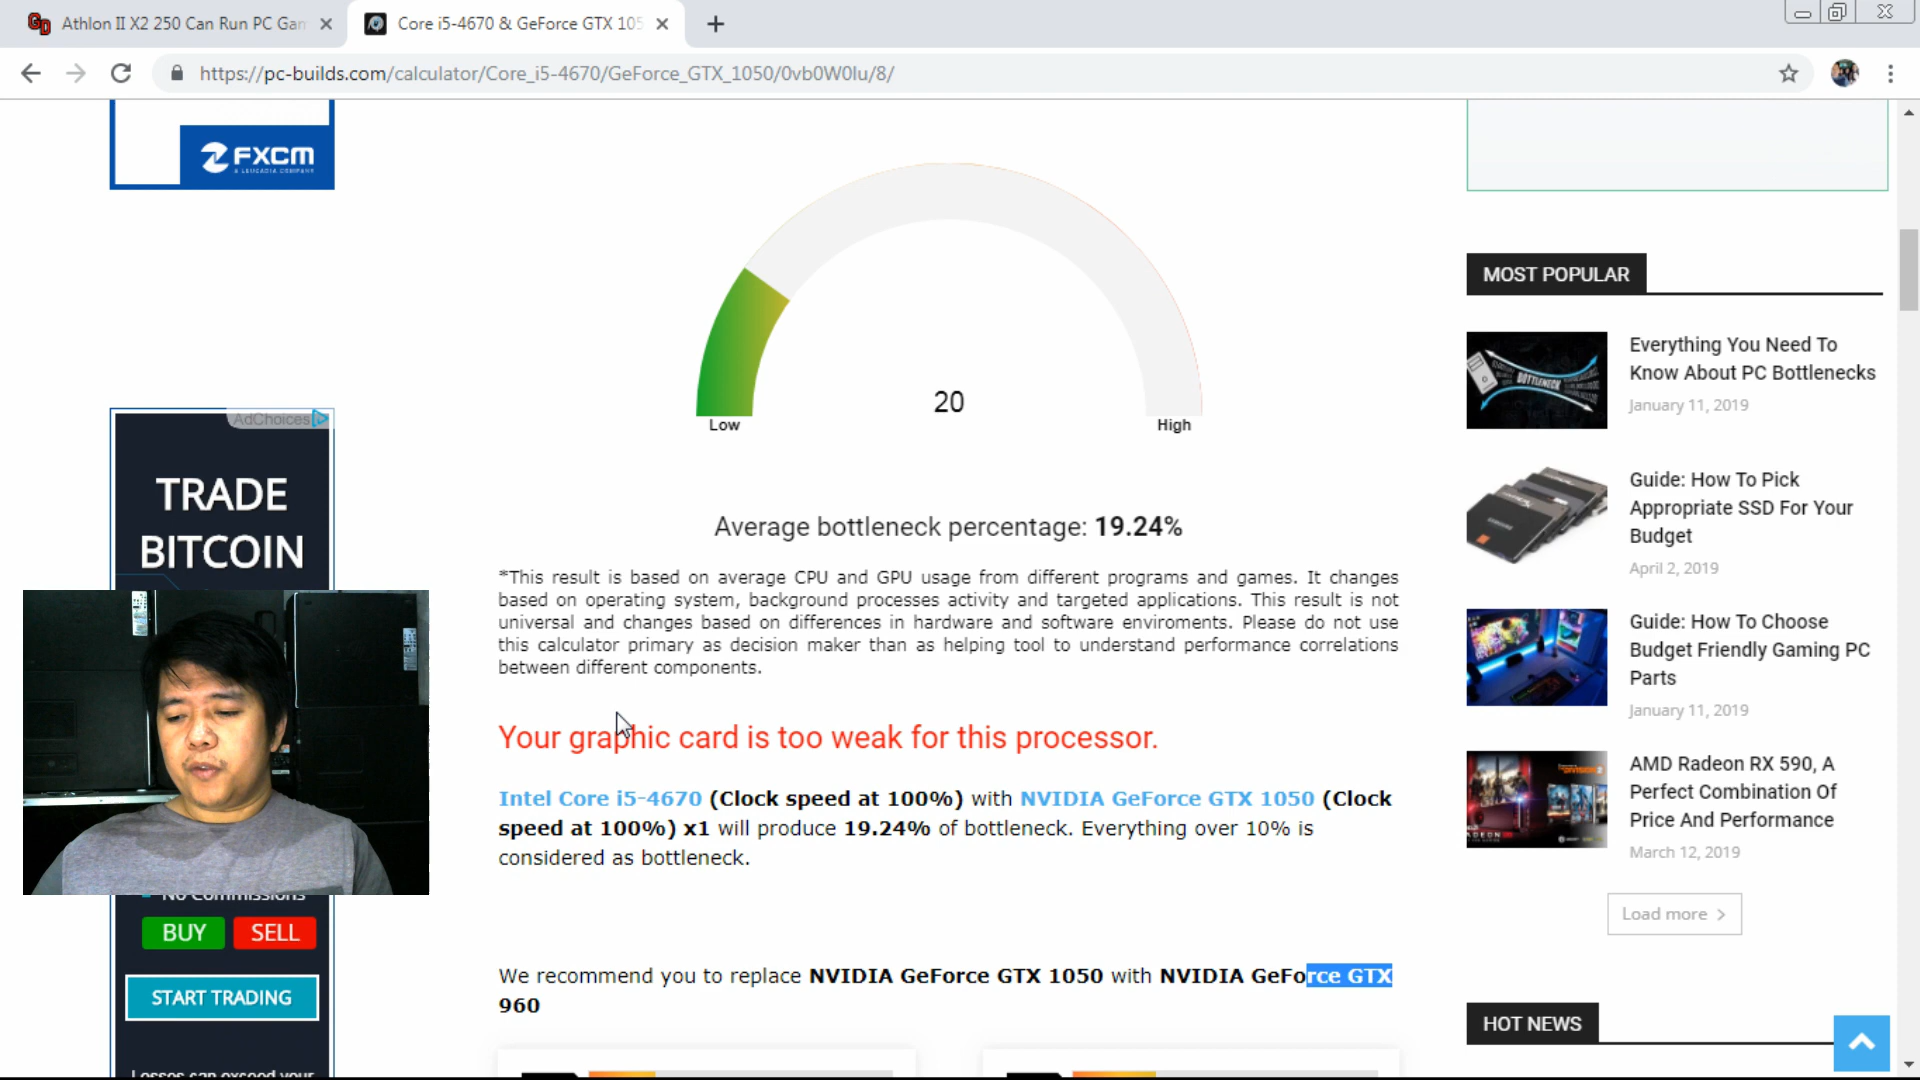 Athlon II X2 250 Can Run PC Gam
Core i5-4670 & GeForce GTX 105
https://pc-builds.com/calculator/Core_i5-4670/GeForce_GTX_1050/0vb0W0lu/8/
FXCM
A LEUCADIA COMPANY
20
Low
High
Average bottleneck percentage: 19.24%
*This result is based on average CPU and GPU usage from different programs and games. It changes
based on operating system, background processes activity and targeted applications. This result is not
universal and changes based on differences in hardware and software enviroments. Please do not use
this calculator primary as decision maker than as helping tool to understand performance correlations
between different components.
Your graphic card is too weak for this processor.
Intel Core i5-4670 (Clock speed at 100%) with NVIDIA GeForce GTX 1050 (Clock
speed at 100%) x1 will produce 19.24% of bottleneck. Everything over 10% is
considered as bottleneck.
We recommend you to replace NVIDIA GeForce GTX 1050 with NVIDIA GeForce GTX
960
AdChoices
TRADE
BITCOIN
No Commissions
BUY
SELL
START TRADING
Losses can exceed your
MOST POPULAR
BOTTLENECK
Everything You Need To
Know About PC Bottlenecks
January 11, 2019
Guide: How To Pick
Appropriate SSD For Your
Budget
April 2, 2019
Guide: How To Choose
Budget Friendly Gaming PC
Parts
January 11, 2019
AMD Radeon RX 590, A
Perfect Combination Of
Price And Performance
March 12, 2019
Load more
HOT NEWS